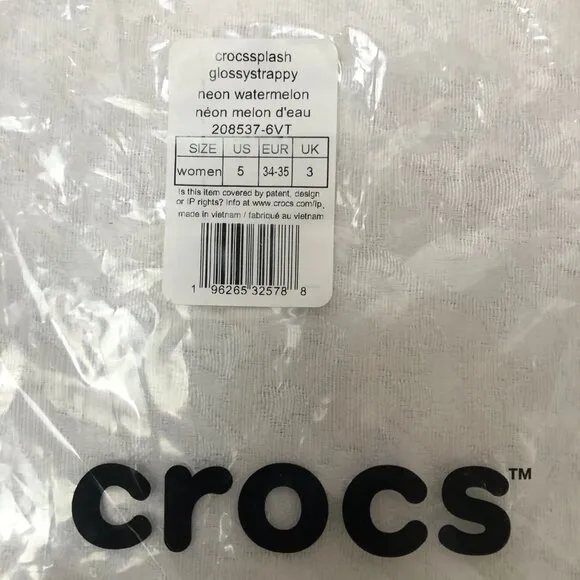 crocssplash
glossystrappy
neon watermelon
néon melon d'eau
208537-6VT
SIZE US EUR UK
women 5 34-35 3
Is this item covered by patent, design
or IP rights? Info at www.crocs.com/ip.
made in vietnam / fabriqué au vietnam
1 96265 32578 8
crocs™